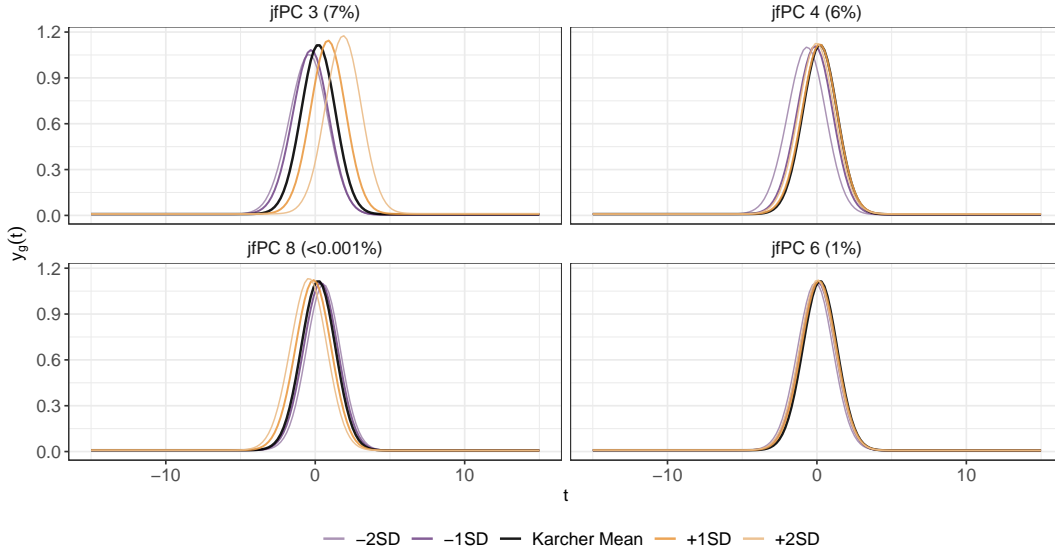 jfPC 3 (7%)
jfPC 4 (6%)
1.2
0.9
0.6
0.3
0.0
jfPC 8 (<0.001%)
jfPC 6 (1%)
1.2
0.9
0.6
0.3
0.0
y_g(t)
−10 0 10 −10 0 10
t
−2SD −1SD Karcher Mean +1SD +2SD